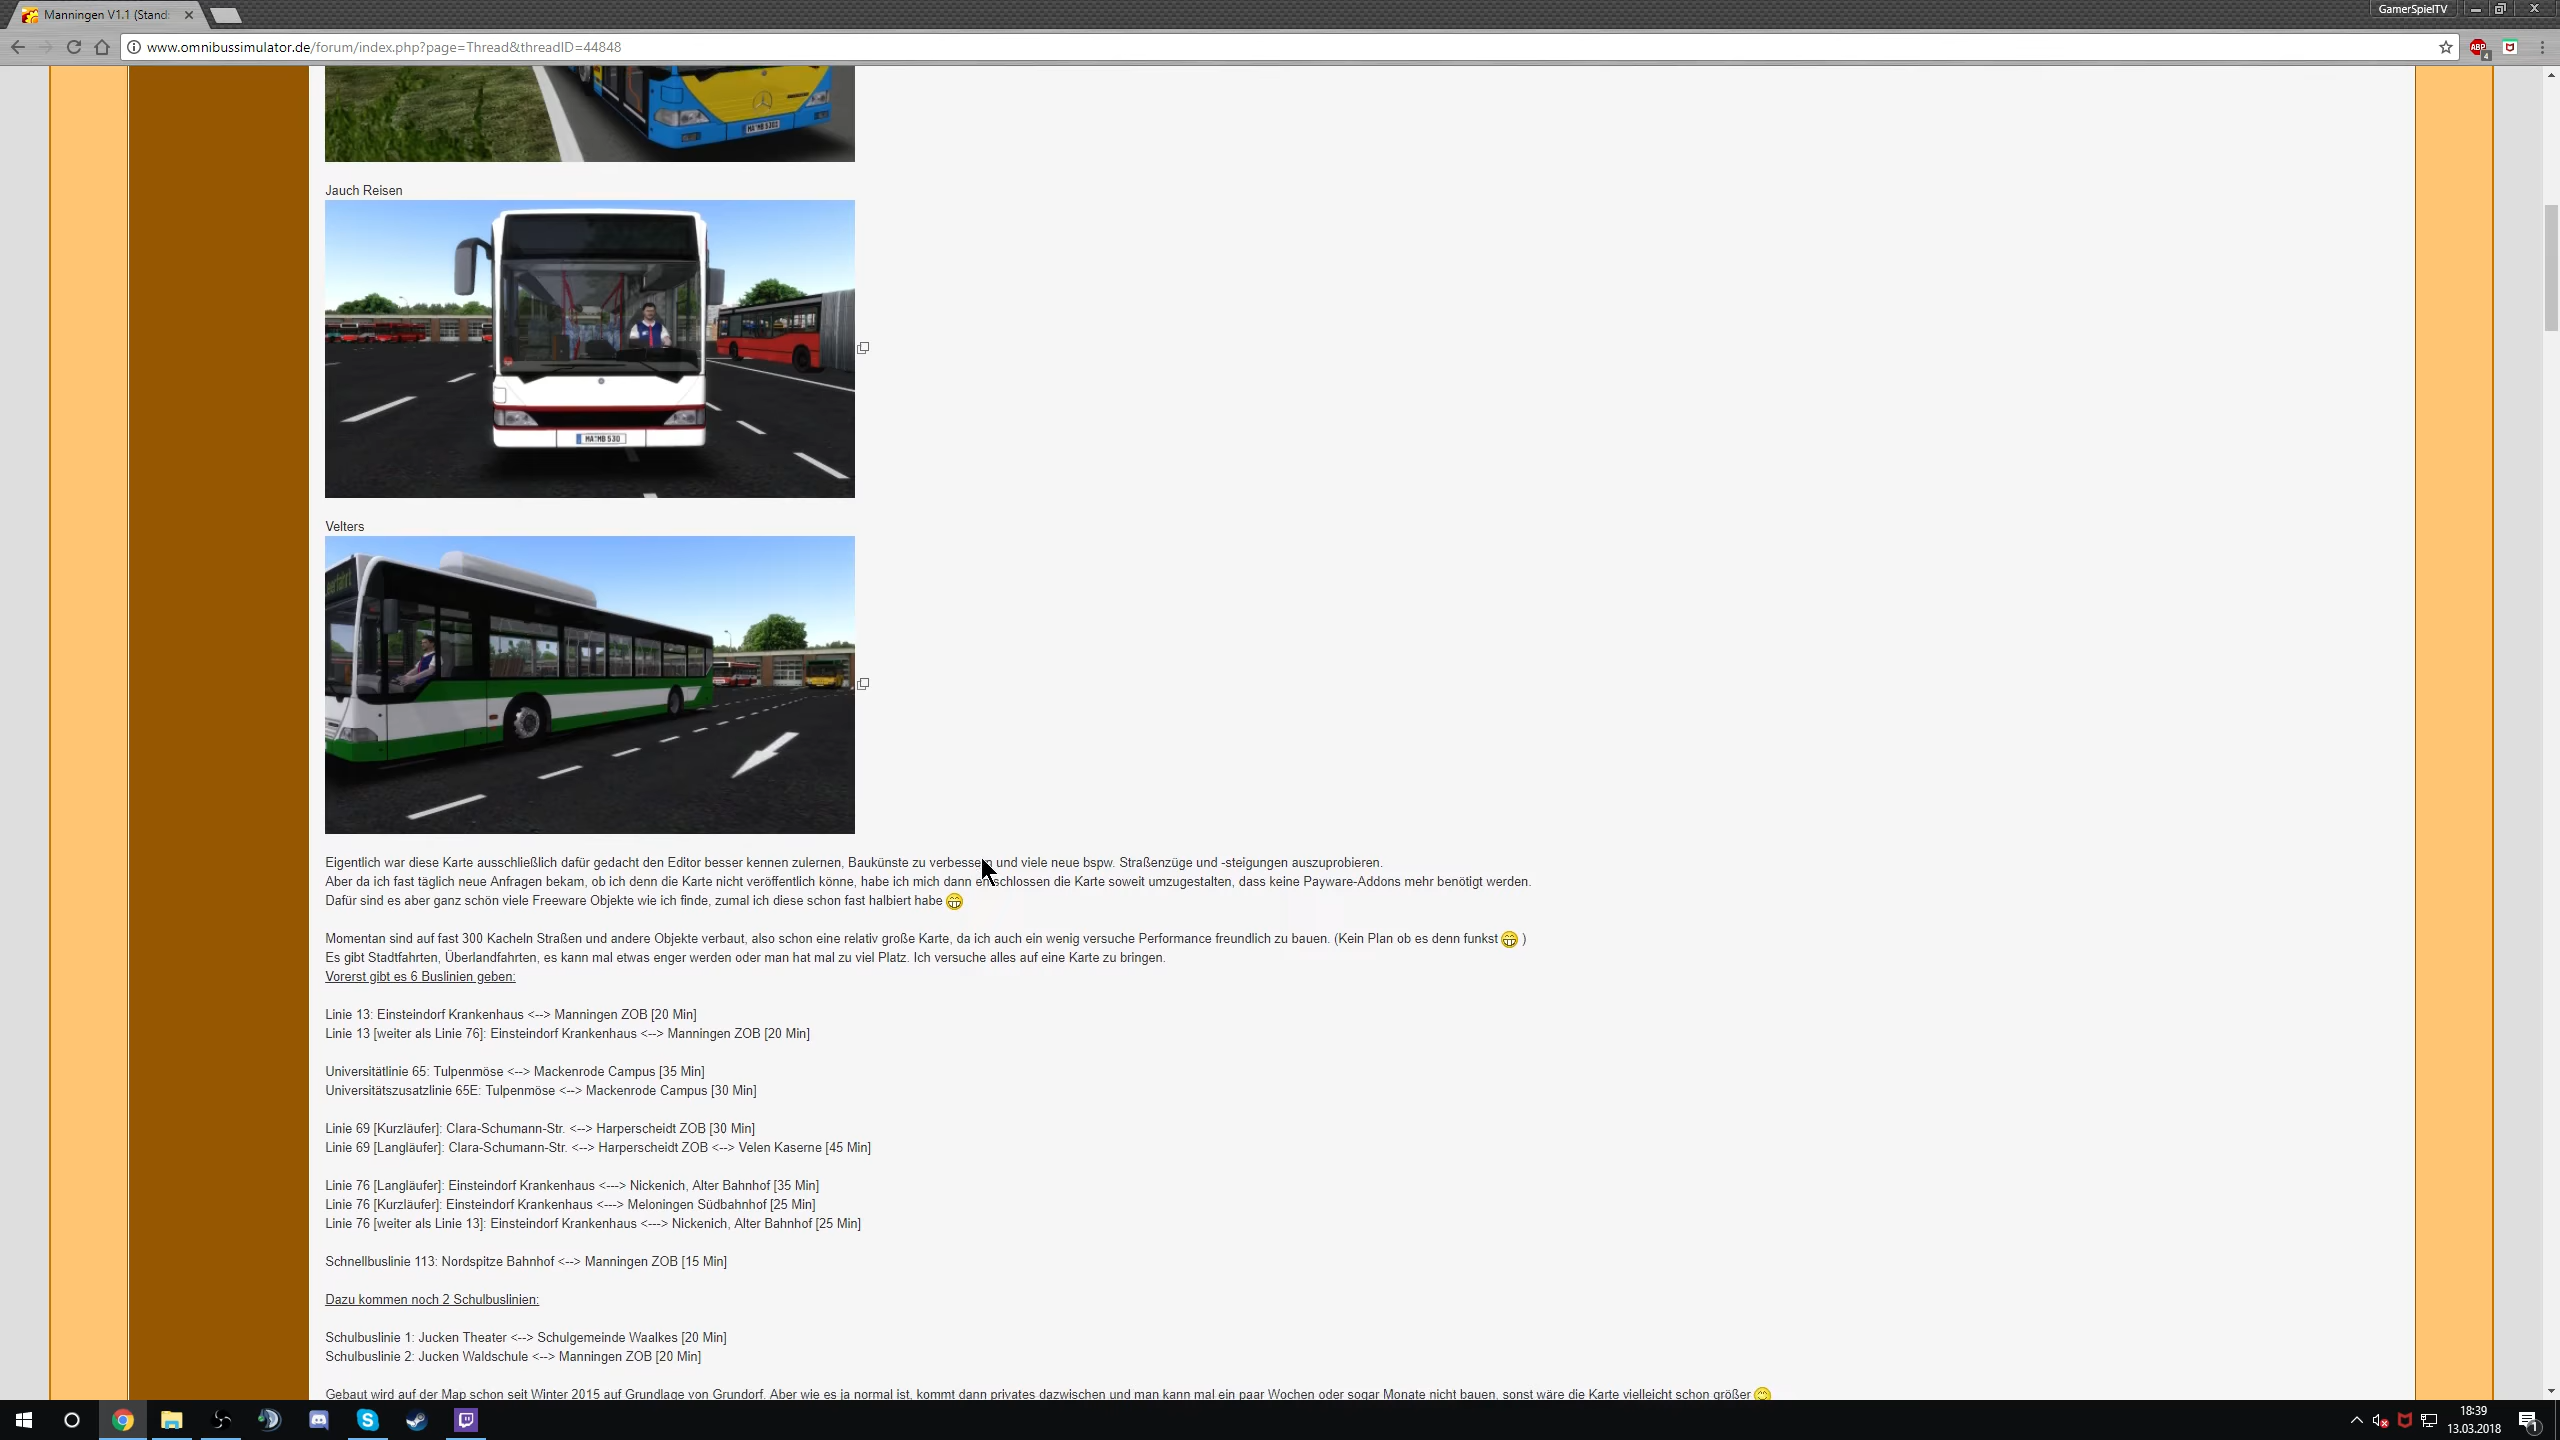 Manningen V1.1 (Stand:
GamerSpielTV
www.omnibussimulator.de/forum/index.php?page=Thread&threadID=44848
ABP
4
MA:MB 5302
Jauch Reisen
MA:MB 530
Velters
Eigentlich war diese Karte ausschließlich dafür gedacht den Editor besser kennen zulernen, Baukünste zu verbessern und viele neue bspw. Straßenzüge und -steigungen auszuprobieren.
Aber da ich fast täglich neue Anfragen bekam, ob ich denn die Karte nicht veröffentlich könne, habe ich mich dann entschlossen die Karte soweit umzugestalten, dass keine Payware-Addons mehr benötigt werden.
Dafür sind es aber ganz schön viele Freeware Objekte wie ich finde, zumal ich diese schon fast halbiert habe
Momentan sind auf fast 300 Kacheln Straßen und andere Objekte verbaut, also schon eine relativ große Karte, da ich auch ein wenig versuche Performance freundlich zu bauen. (Kein Plan ob es denn funkst )
Es gibt Stadtfahrten, Überlandfahrten, es kann mal etwas enger werden oder man hat mal zu viel Platz. Ich versuche alles auf eine Karte zu bringen.
Vorerst gibt es 6 Buslinien geben:
Linie 13: Einsteindorf Krankenhaus <--> Manningen ZOB [20 Min]
Linie 13 [weiter als Linie 76]: Einsteindorf Krankenhaus <--> Manningen ZOB [20 Min]
Universitätlinie 65: Tulpenmöse <--> Mackenrode Campus [35 Min]
Universitätszusatzlinie 65E: Tulpenmöse <--> Mackenrode Campus [30 Min]
Linie 69 [Kurzläufer]: Clara-Schumann-Str. <--> Harperscheidt ZOB [30 Min]
Linie 69 [Langläufer]: Clara-Schumann-Str. <--> Harperscheidt ZOB <--> Velen Kaserne [45 Min]
Linie 76 [Langläufer]: Einsteindorf Krankenhaus <---> Nickenich, Alter Bahnhof [35 Min]
Linie 76 [Kurzläufer]: Einsteindorf Krankenhaus <---> Meloningen Südbahnhof [25 Min]
Linie 76 [weiter als Linie 13]: Einsteindorf Krankenhaus <---> Nickenich, Alter Bahnhof [25 Min]
Schnellbuslinie 113: Nordspitze Bahnhof <--> Manningen ZOB [15 Min]
Dazu kommen noch 2 Schulbuslinien:
Schulbuslinie 1: Jucken Theater <--> Schulgemeinde Waalkes [20 Min]
Schulbuslinie 2: Jucken Waldschule <--> Manningen ZOB [20 Min]
Gebaut wird auf der Map schon seit Winter 2015 auf Grundlage von Grundorf. Aber wie es ja normal ist, kommt dann privates dazwischen und man kann mal ein paar Wochen oder sogar Monate nicht bauen, sonst wäre die Karte vielleicht schon größer
18:39
13.03.2018
1